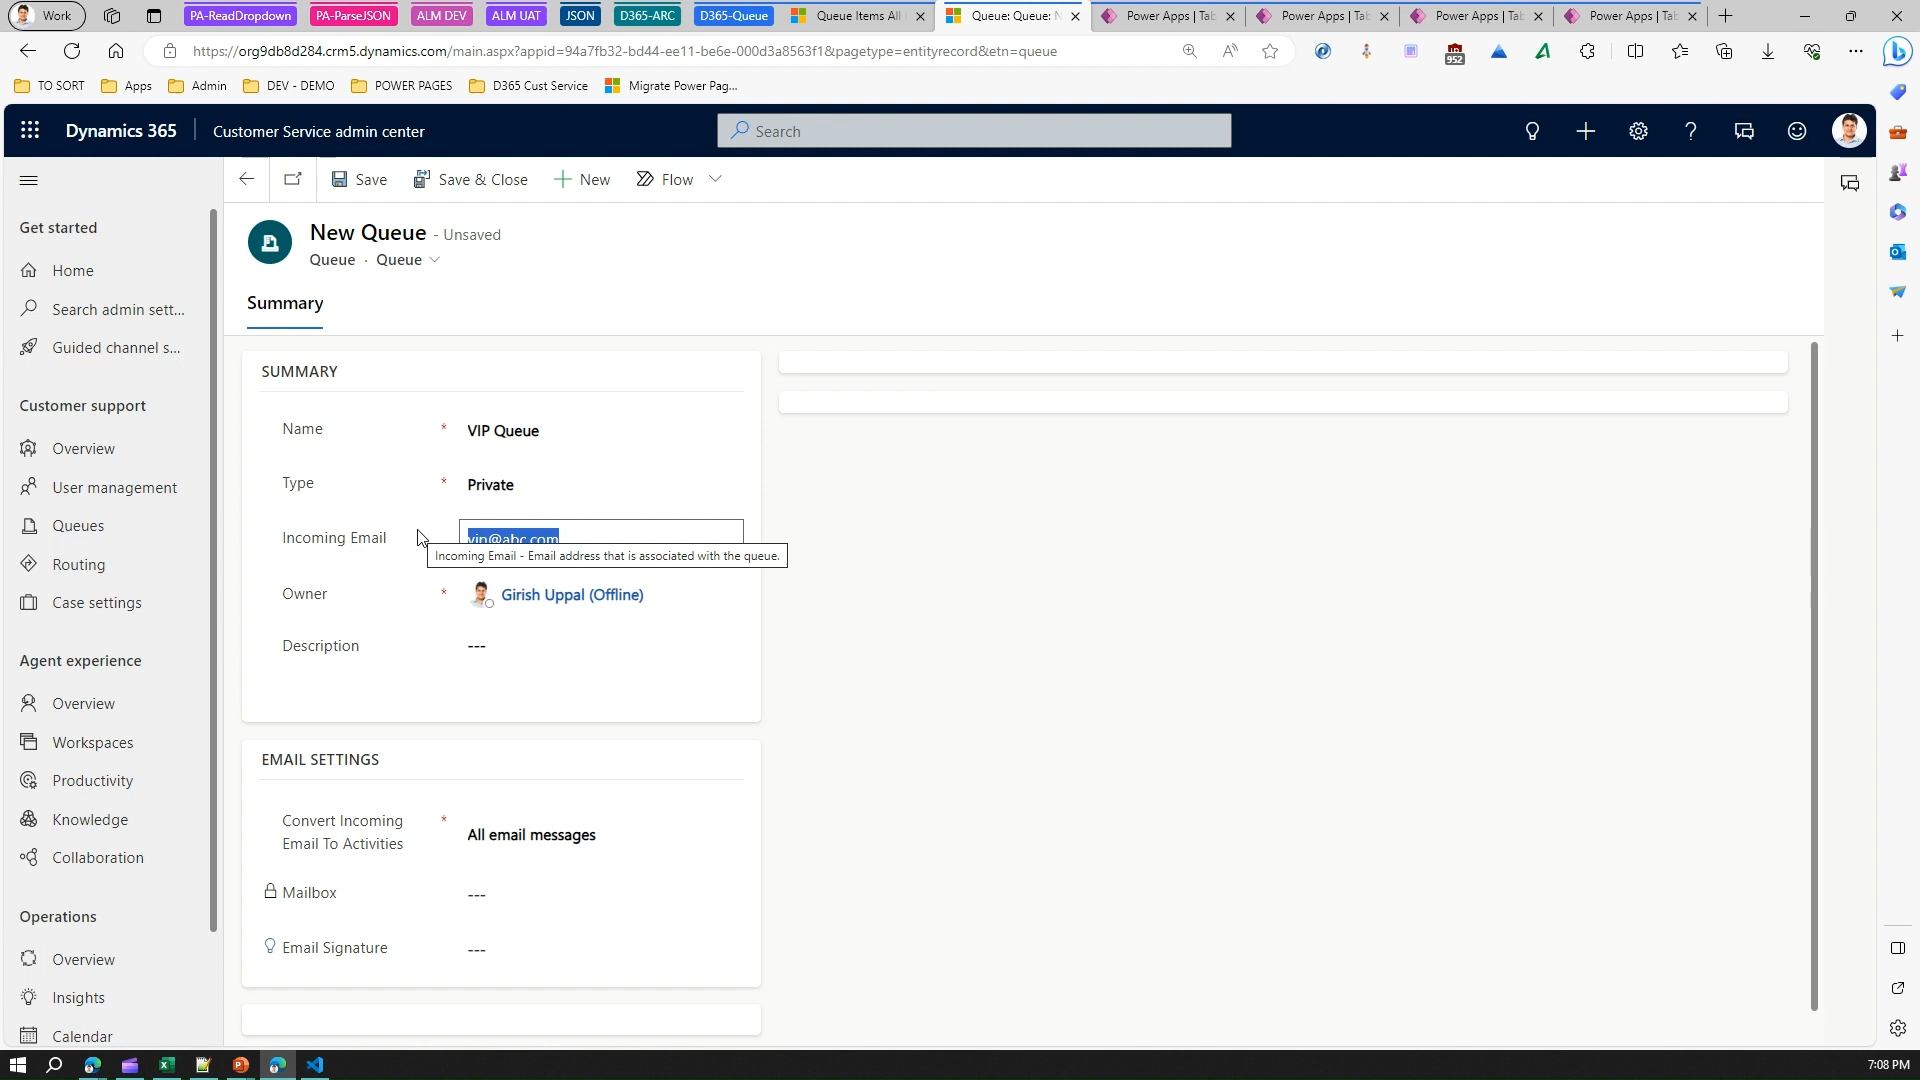 Work
PA-ReadDropdown
PA-ParseJSON
ALM DEV
ALM UAT
JSON
D365-ARC
D365-Queue
Queue Items All
Queue: Queue: N
Power Apps | Tab
Power Apps | Tab
Power Apps | Tab
Power Apps | Tab
https://org9db8d284.crm5.dynamics.com/main.aspx?appid=94a7fb32-bd44-ee11-be6e-000d3a8563f1&pagetype=entityrecord&etn=queue
952
TO SORT
Apps
Admin
DEV - DEMO
POWER PAGES
D365 Cust Service
Migrate Power Pag...
Dynamics 365
Customer Service admin center
Search
Save
Save & Close
New
Flow
Get started
Home
Search admin sett...
Guided channel s...
Customer support
Overview
User management
Queues
Routing
Case settings
Agent experience
Overview
Workspaces
Productivity
Knowledge
Collaboration
Operations
Overview
Insights
Calendar
New Queue - Unsaved
Queue · Queue
Summary
SUMMARY
Name * VIP Queue
Type * Private
Incoming Email vip@abc.com
Incoming Email - Email address that is associated with the queue.
Owner * Girish Uppal (Offline)
Description ---
EMAIL SETTINGS
Convert Incoming * All email messages
Email To Activities
Mailbox ---
Email Signature ---
7:08 PM